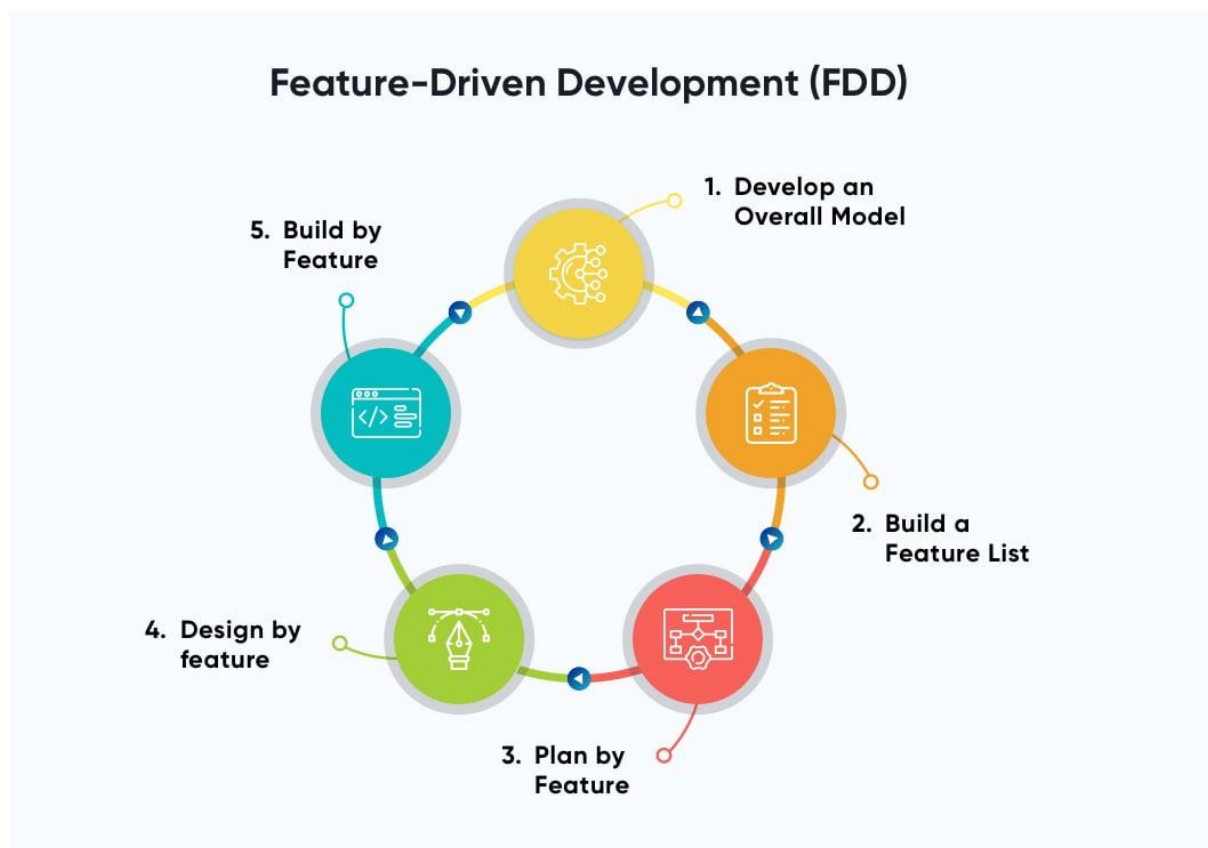 Feature-Driven Development (FDD)
1. Develop an
Overall Model
2. Build a
Feature List
3. Plan by
Feature
4. Design by
feature
5. Build by
Feature